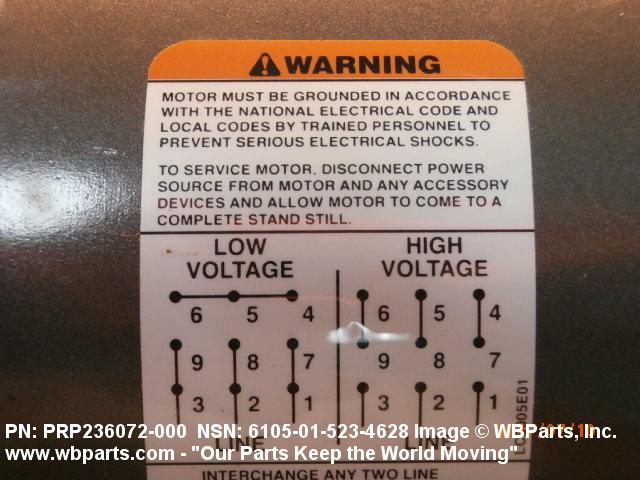 WARNING
MOTOR MUST BE GROUNDED IN ACCORDANCE
WITH THE NATIONAL ELECTRICAL CODE AND
LOCAL CODES BY TRAINED PERSONNEL TO
PREVENT SERIOUS ELECTRICAL SHOCKS.
TO SERVICE MOTOR, DISCONNECT POWER
SOURCE FROM MOTOR AND ANY ACCESSORY
DEVICES AND ALLOW MOTOR TO COME TO A
COMPLETE STAND STILL.
LOW HIGH
VOLTAGE VOLTAGE
6 5 4 6 5 4
9 8 7 9 8 7
3 2 1 3 2 1
LINE LINE
PN: PRP236072-000 NSN: 6105-01-523-4628 Image © WBParts, Inc.
www.wbparts.com - "Our Parts Keep the World Moving"
INTERCHANGE ANY TWO LINE